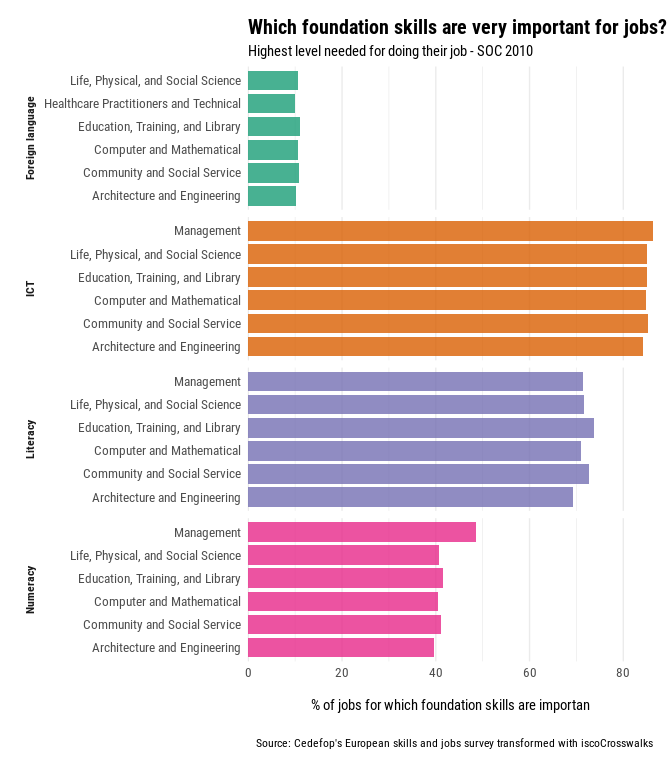 Which foundation skills are very important for jobs?
Highest level needed for doing their job - SOC 2010
Foreign language
Life, Physical, and Social Science
Healthcare Practitioners and Technical
Education, Training, and Library
Computer and Mathematical
Community and Social Service
Architecture and Engineering
ICT
Management
Life, Physical, and Social Science
Education, Training, and Library
Computer and Mathematical
Community and Social Service
Architecture and Engineering
Literacy
Management
Life, Physical, and Social Science
Education, Training, and Library
Computer and Mathematical
Community and Social Service
Architecture and Engineering
Numeracy
Management
Life, Physical, and Social Science
Education, Training, and Library
Computer and Mathematical
Community and Social Service
Architecture and Engineering
0 20 40 60 80
% of jobs for which foundation skills are importan
Source: Cedefop's European skills and jobs survey transformed with iscoCrosswalks